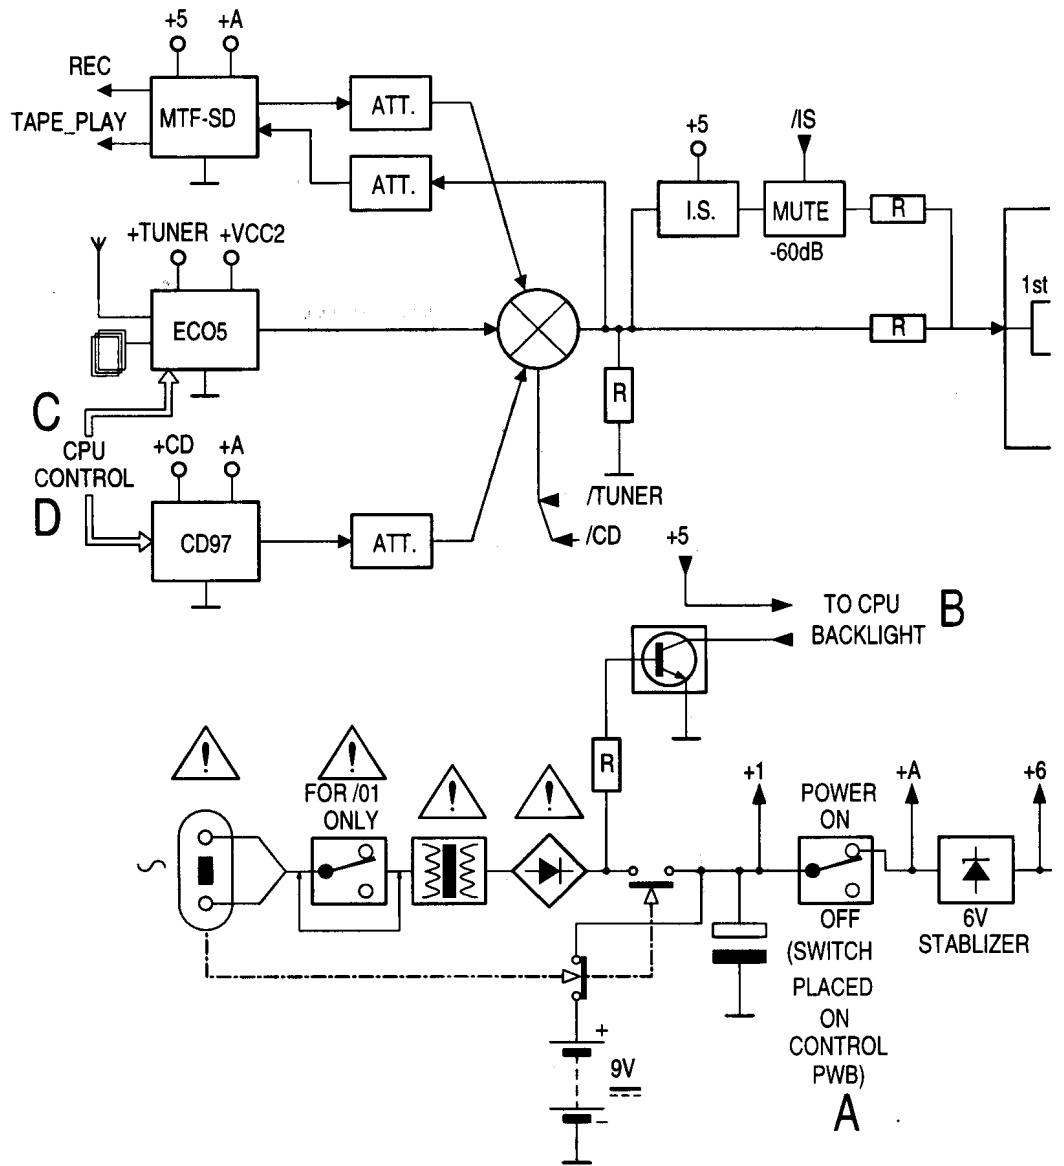 +5 +A
REC
TAPE_PLAY
MTF-SD
ATT.
ATT.
+5
/IS
I.S.
MUTE
R
-60dB
+TUNER +VCC2
ECO5
1st
R
R
C
CPU
CONTROL
D
+CD +A
CD97
ATT.
/TUNER
/CD
+5
TO CPU
B
BACKLIGHT
!
!
!
!
FOR /01
ONLY
R
+1
POWER
ON
+A
+6
OFF
(SWITCH
PLACED
ON
CONTROL
PWB)
6V
STABLIZER
+
9V
-
A